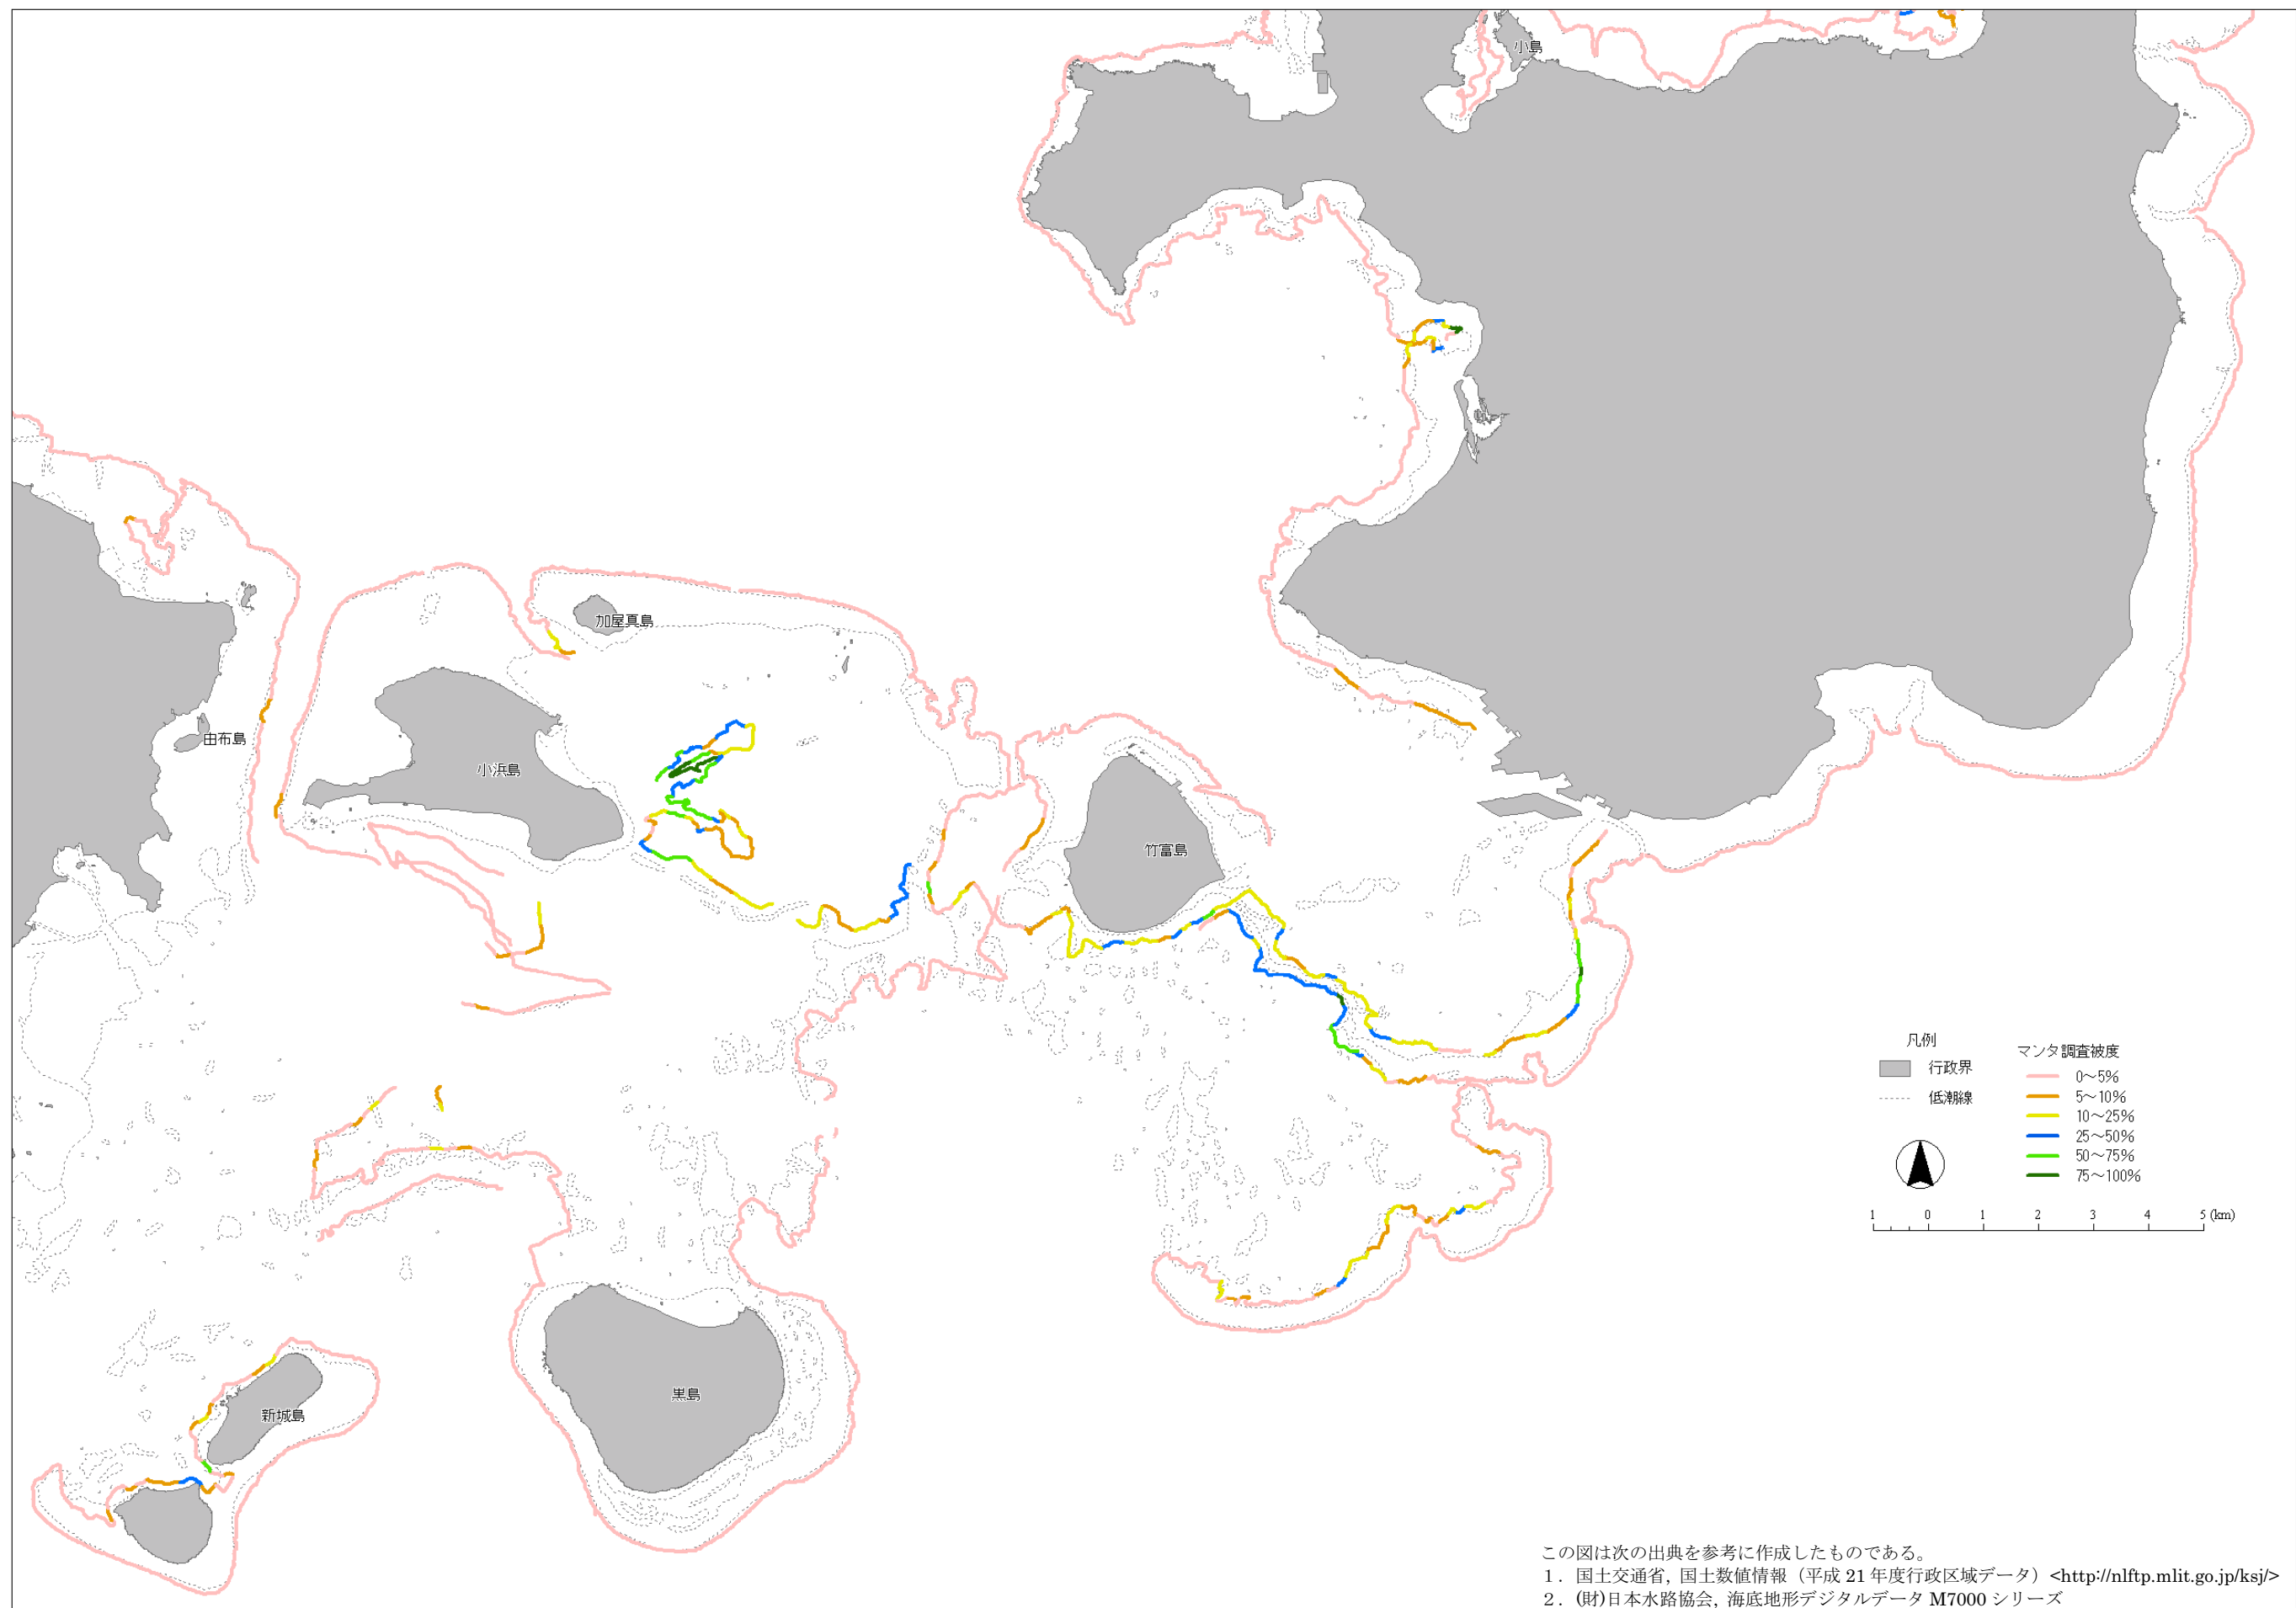 小島
加屋真島
由布島
小浜島
竹富島
黒島
新城島
凡例
行政界
低潮線
マンタ調査被度
0～5%
5～10%
10～25%
25～50%
50～75%
75～100%
1 0 1 2 3 4 5 (km)
この図は次の出典を参考に作成したものである。
１．国土交通省, 国土数値情報（平成 21 年度行政区域データ）<http://nlftp.mlit.go.jp/ksj/>
２．(財)日本水路協会, 海底地形デジタルデータ M7000 シリーズ